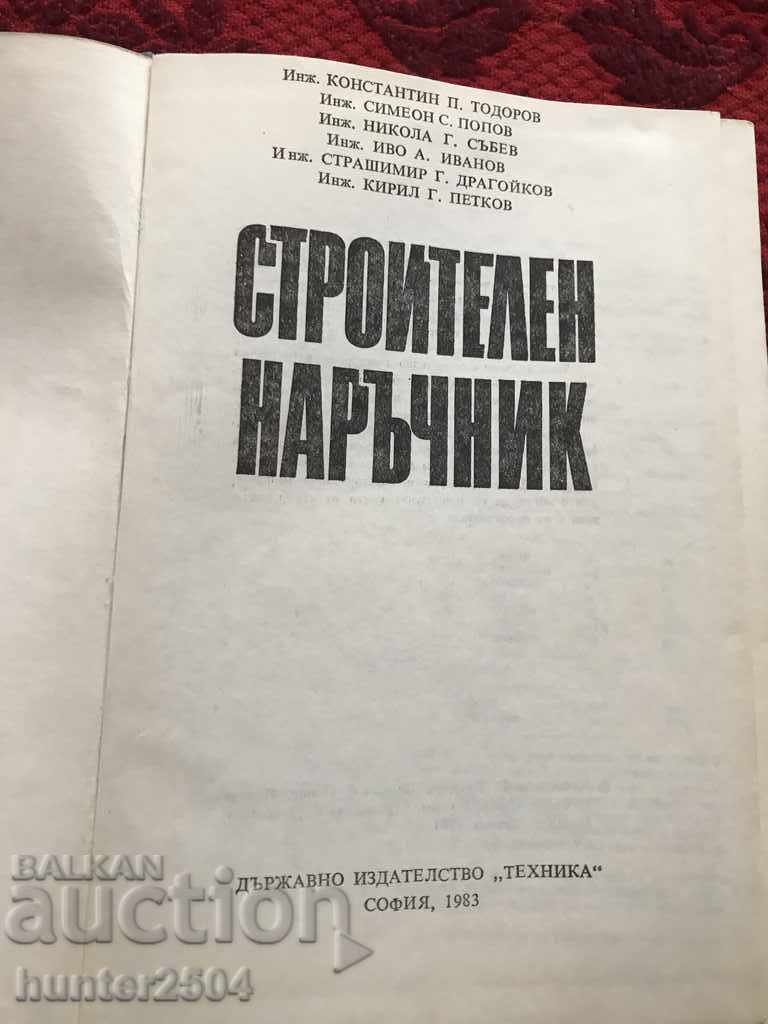 Инж. КОНСТАНТИН П. ТОДОРОВ
Инж. СИМЕОН С. ПОПОВ
Инж. НИКОЛА Г. СЪБЕВ
Инж. ИВО А. ИВАНОВ
Инж. СТРАШИМИР Г. ДРАГОЙКОВ
Инж. КИРИЛ Г. ПЕТКОВ
СТРОИТЕЛЕН
НАРЪЧНИК
ДЪРЖАВНО ИЗДАТЕЛСТВО „ТЕХНИКА“
СОФИЯ, 1983
BALKAN
auction
hunter2504